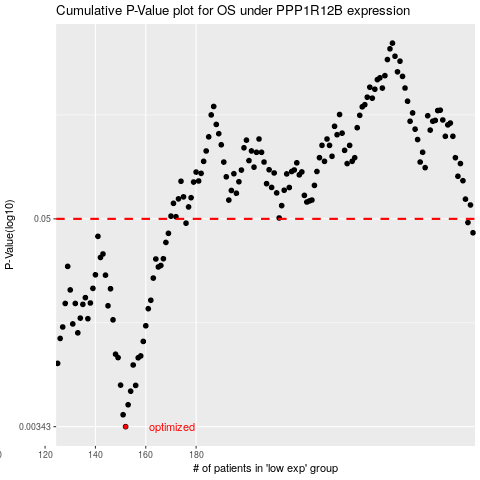 Cumulative P-Value plot for OS under PPP1R12B expression
P-Value(log10)
0.05
0.00343
optimized
0 120 140 160 180
# of patients in 'low exp' group